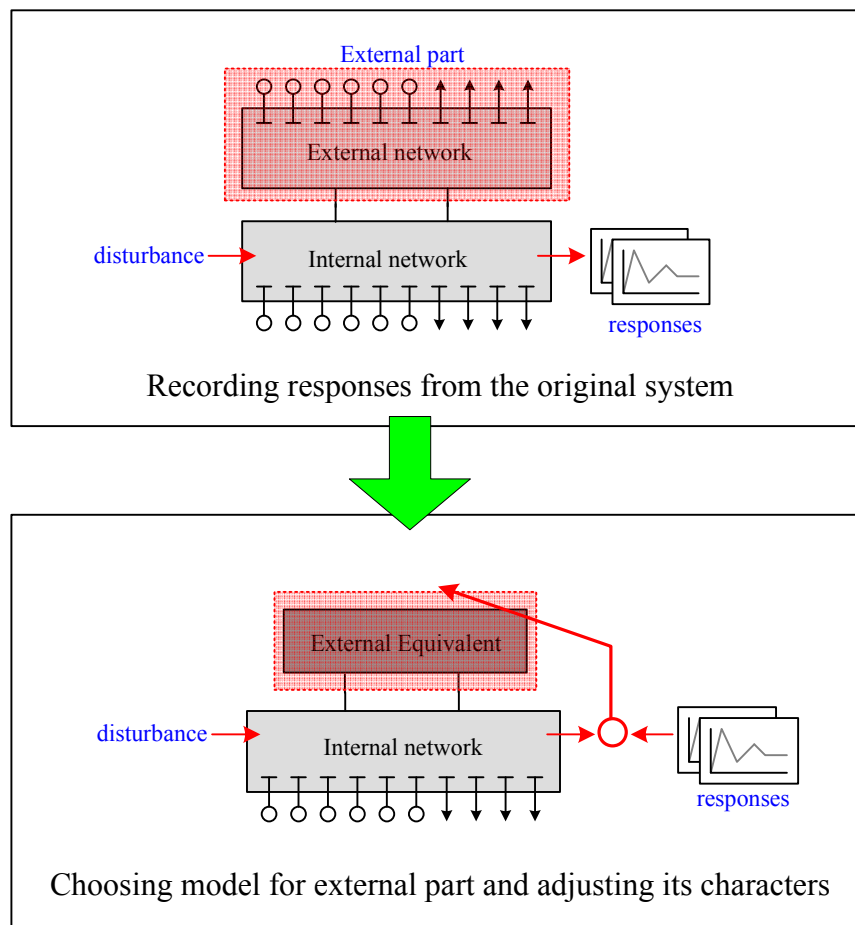 External part
External network
disturbance
Internal network
responses
Recording responses from the original system
External Equivalent
disturbance
Internal network
responses
Choosing model for external part and adjusting its characters